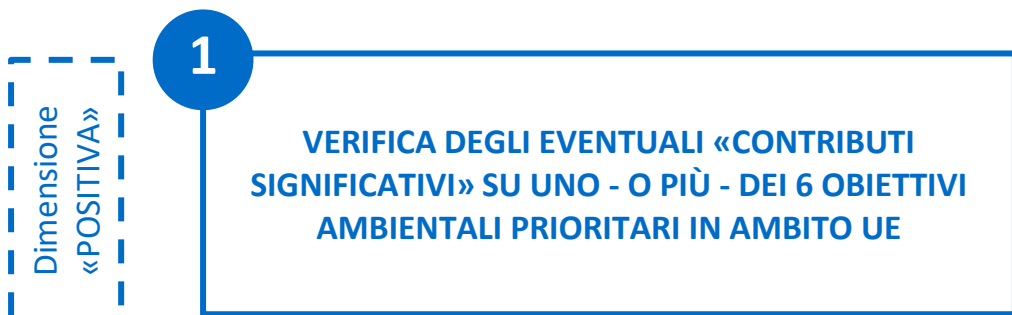 1
Dimensione
«POSITIVA»
VERIFICA DEGLI EVENTUALI «CONTRIBUTI
SIGNIFICATIVI» SU UNO - O PIÙ - DEI 6 OBIETTIVI
AMBIENTALI PRIORITARI IN AMBITO UE